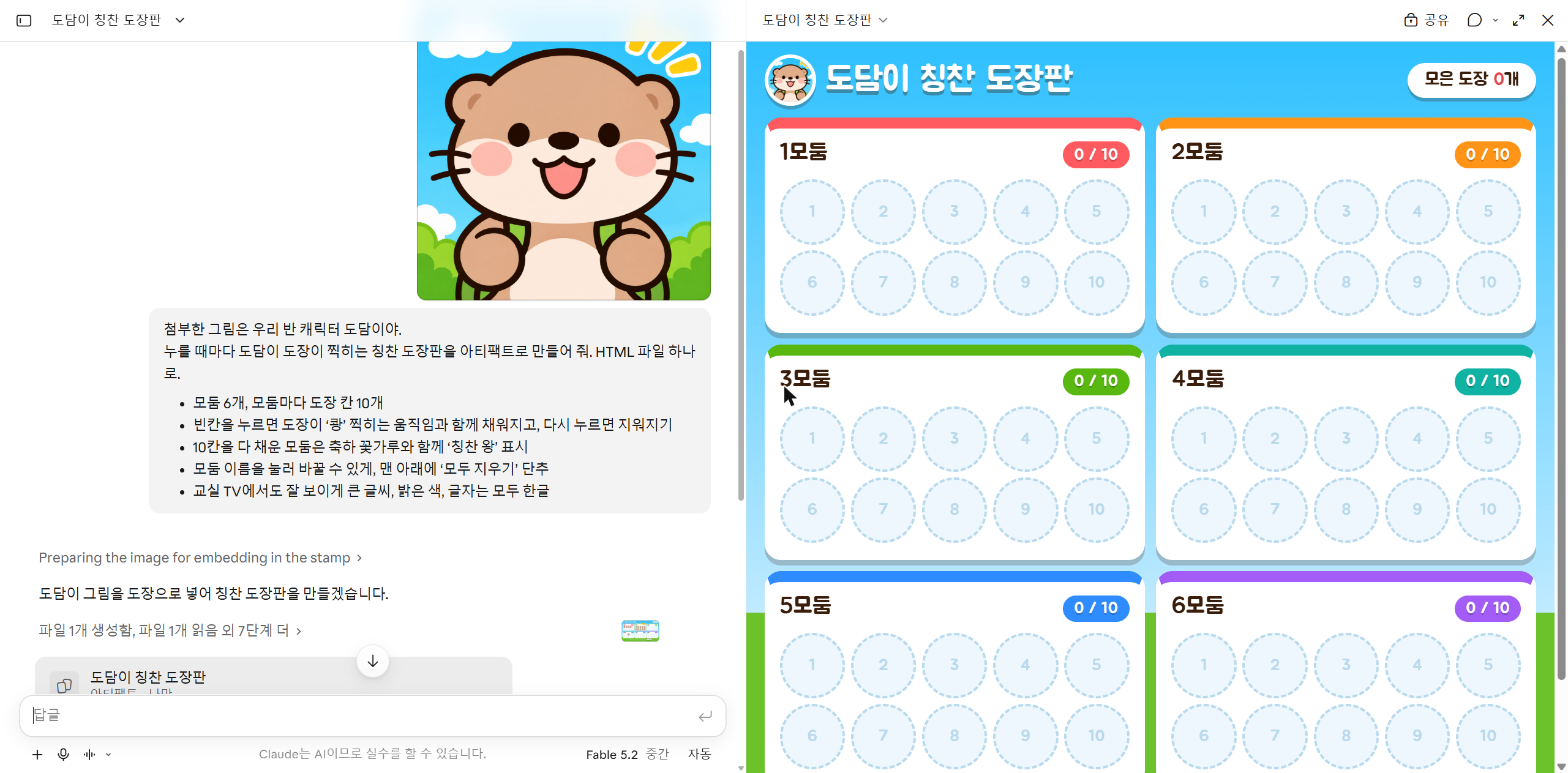 도담이 칭찬 도장판
첨부한 그림은 우리 반 캐릭터 도담이야.
누를 때마다 도담이 도장이 찍히는 칭찬 도장판을 아티팩트로 만들어 줘. HTML 파일 하나
로.
모둠 6개, 모둠마다 도장 칸 10개
빈칸을 누르면 도장이 ‘쾅’ 찍히는 움직임과 함께 채워지고, 다시 누르면 지워지기
10칸을 다 채운 모둠은 축하 꽃가루와 함께 ‘칭찬 왕’ 표시
모둠 이름을 눌러 바꿀 수 있게, 맨 아래에 ‘모두 지우기’ 단추
교실 TV에서도 잘 보이게 큰 글씨, 밝은 색, 글자는 모두 한글
Preparing the image for embedding in the stamp
도담이 그림을 도장으로 넣어 칭찬 도장판을 만들겠습니다.
파일 1개 생성함, 파일 1개 읽음 외 7단계 더
도담이 칭찬 도장판
답글
Claude는 AI이므로 실수를 할 수 있습니다.
Fable 5.2 중간 자동
도담이 칭찬 도장판
공유
도담이 칭찬 도장판
모은 도장 0개
1모둠
0 / 10
1 2 3 4 5
6 7 8 9 10
2모둠
0 / 10
1 2 3 4 5
6 7 8 9 10
3모둠
0 / 10
1 2 3 4 5
6 7 8 9 10
4모둠
0 / 10
1 2 3 4 5
6 7 8 9 10
5모둠
0 / 10
1 2 3 4 5
6 7 8 9 10
6모둠
0 / 10
1 2 3 4 5
6 7 8 9 10